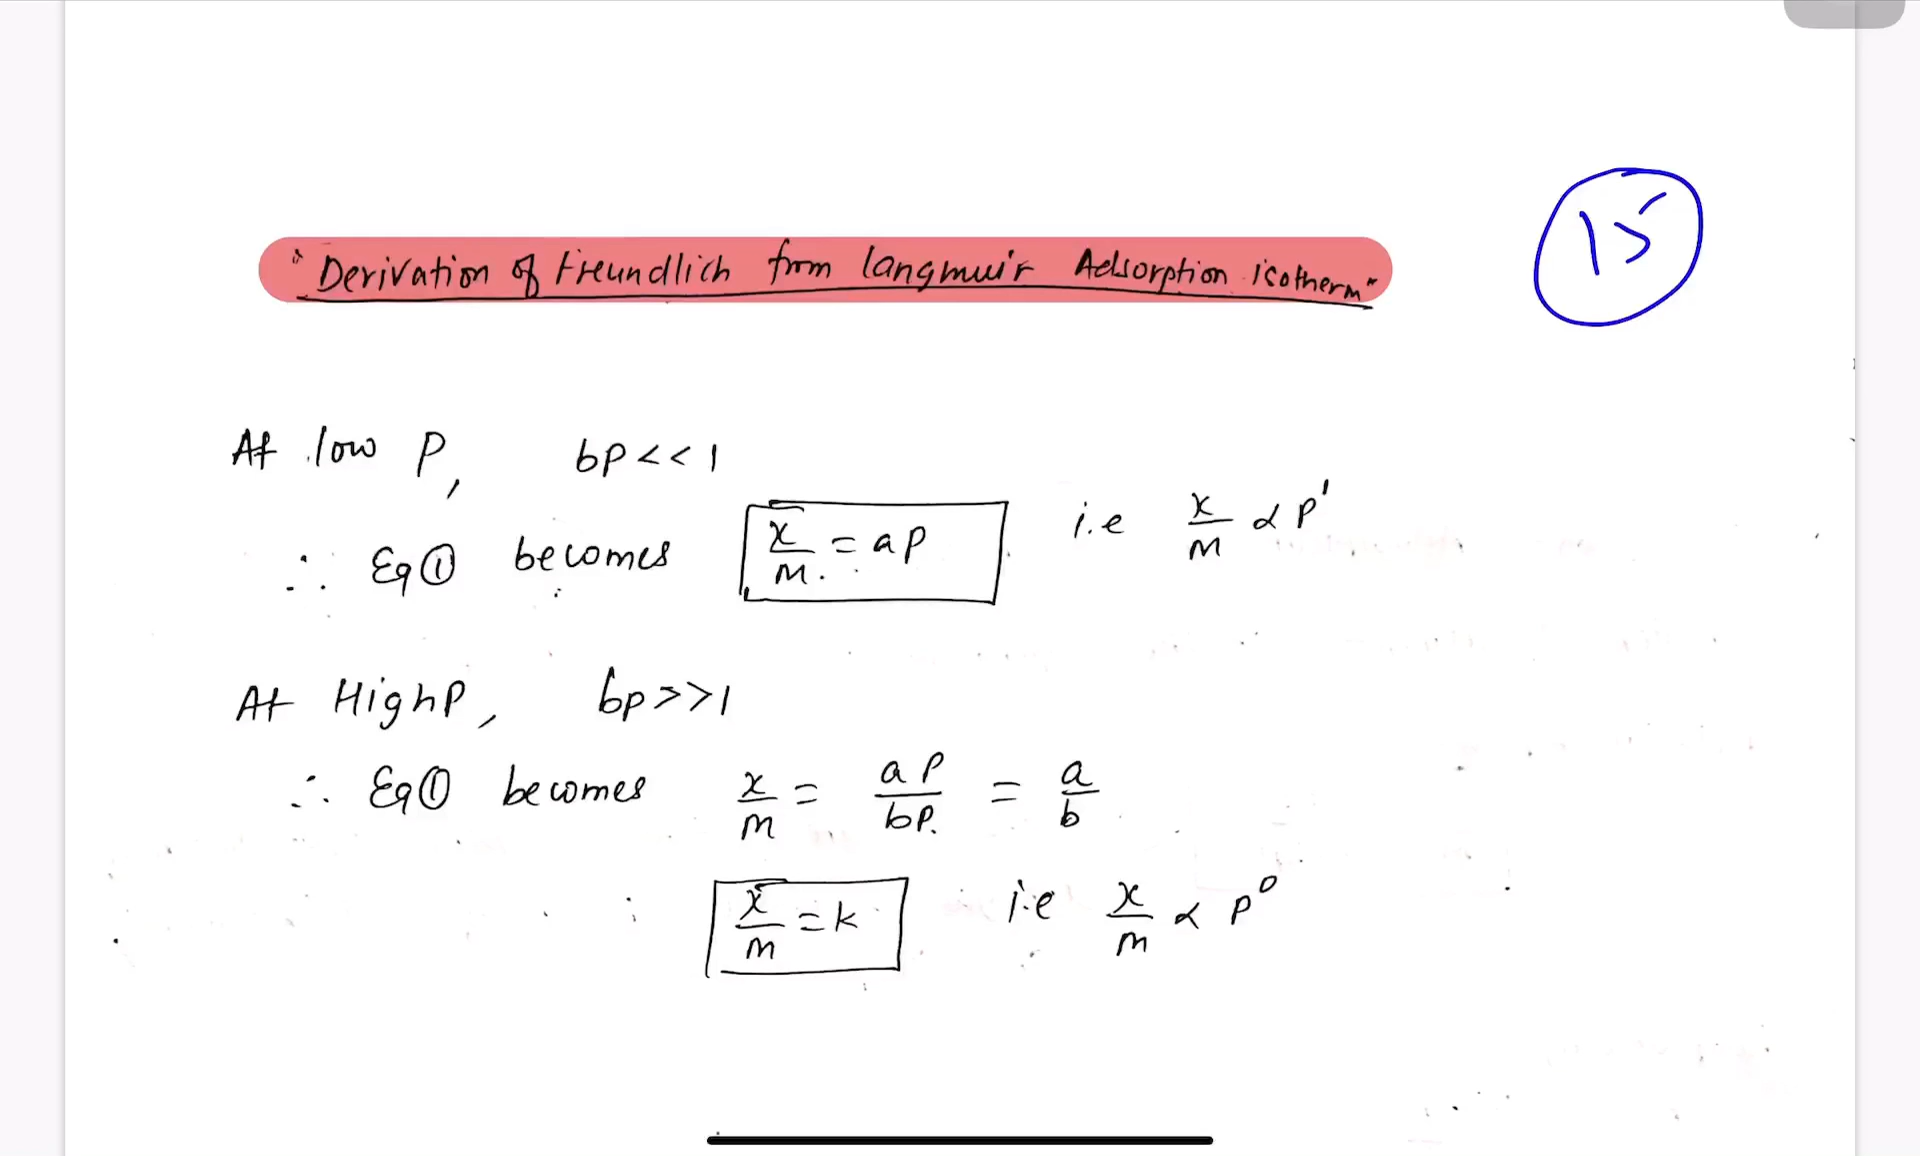 15
"Derivation of Freundlich from langmuir Adsorption isotherm"
At low P, bP << 1
∴ Eq① becomes x/m = aP i.e x/m ∝ P¹
At High P, bp >> 1
∴ Eq① becomes x/m = aP/bP = a/b
x/m = k i.e x/m ∝ P⁰